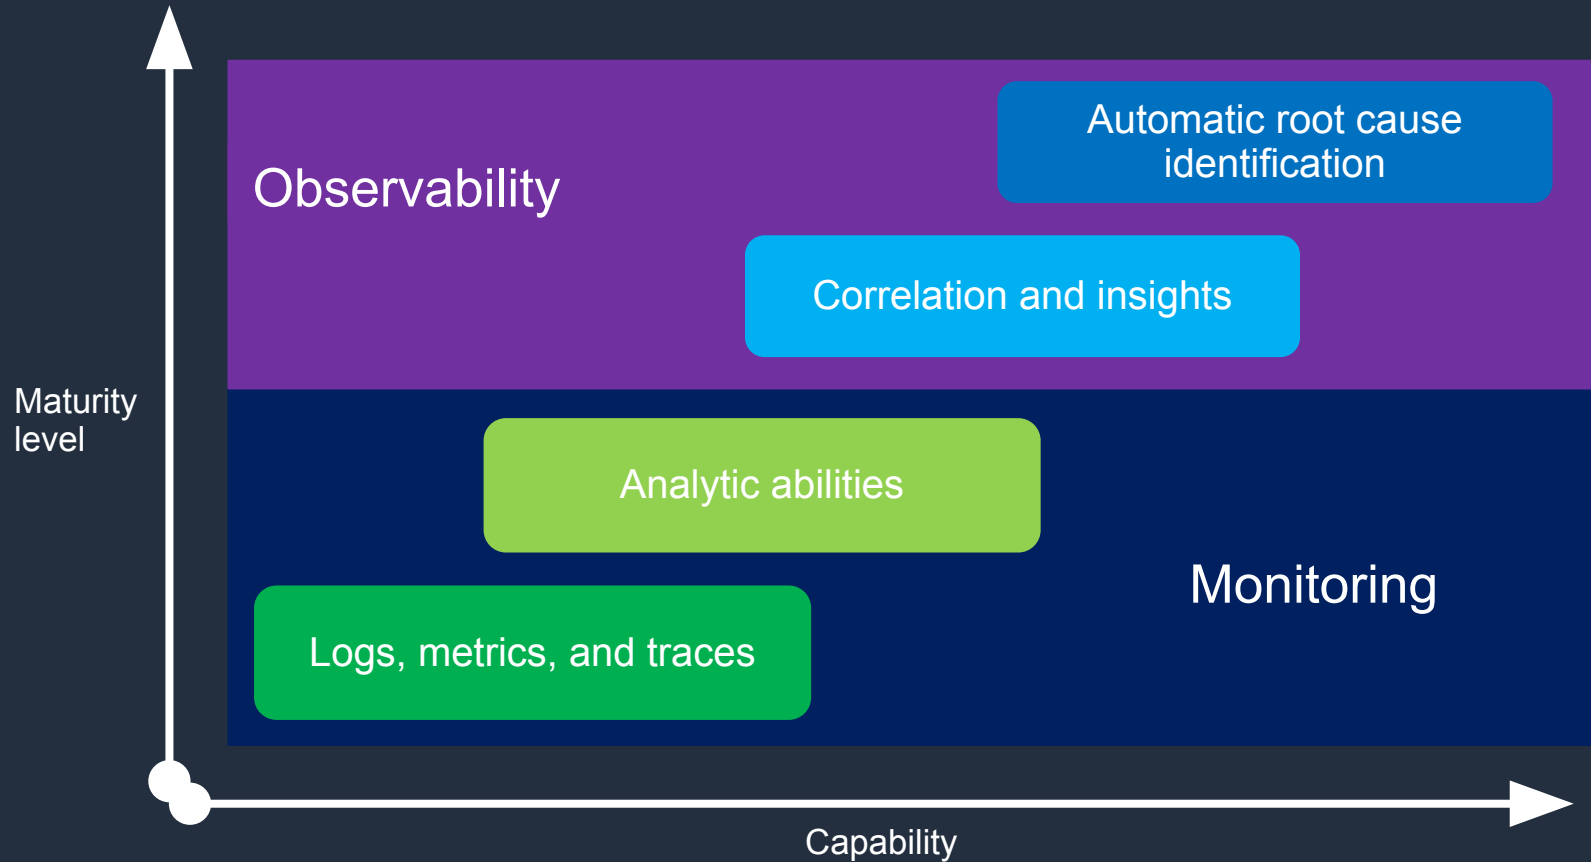 Automatic root cause
identification
Observability
Correlation and insights
Maturity
level
Analytic abilities
Monitoring
Logs, metrics, and traces
Capability